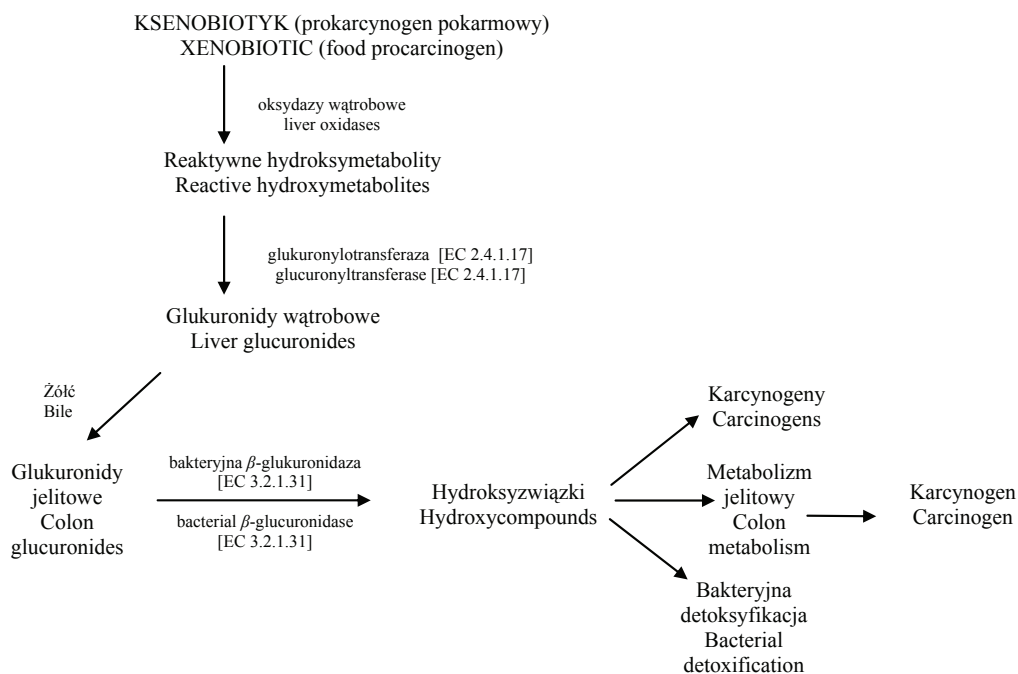 KSENOBIOTYK (prokarcynogen pokarmowy)
XENOBIOTIC (food procarcinogen)
oksydazy wątrobowe
liver oxidases
Reaktywne hydroksymetabolity
Reactive hydroxymetabolites
glukuronylotransferaza [EC 2.4.1.17]
glucuronyltransferase [EC 2.4.1.17]
Glukuronidy wątrobowe
Liver glucuronides
Żółć
Bile
Glukuronidy
jelitowe
Colon
glucuronides
bakteryjna β-glukuronidaza
[EC 3.2.1.31]
bacterial β-glucuronidase
[EC 3.2.1.31]
Hydroksyzwiązki
Hydroxycompounds
Karcynogeny
Carcinogens
Metabolizm
jelitowy
Colon
metabolism
Karcynogen
Carcinogen
Bakteryjna
detoksyfikacja
Bacterial
detoxification